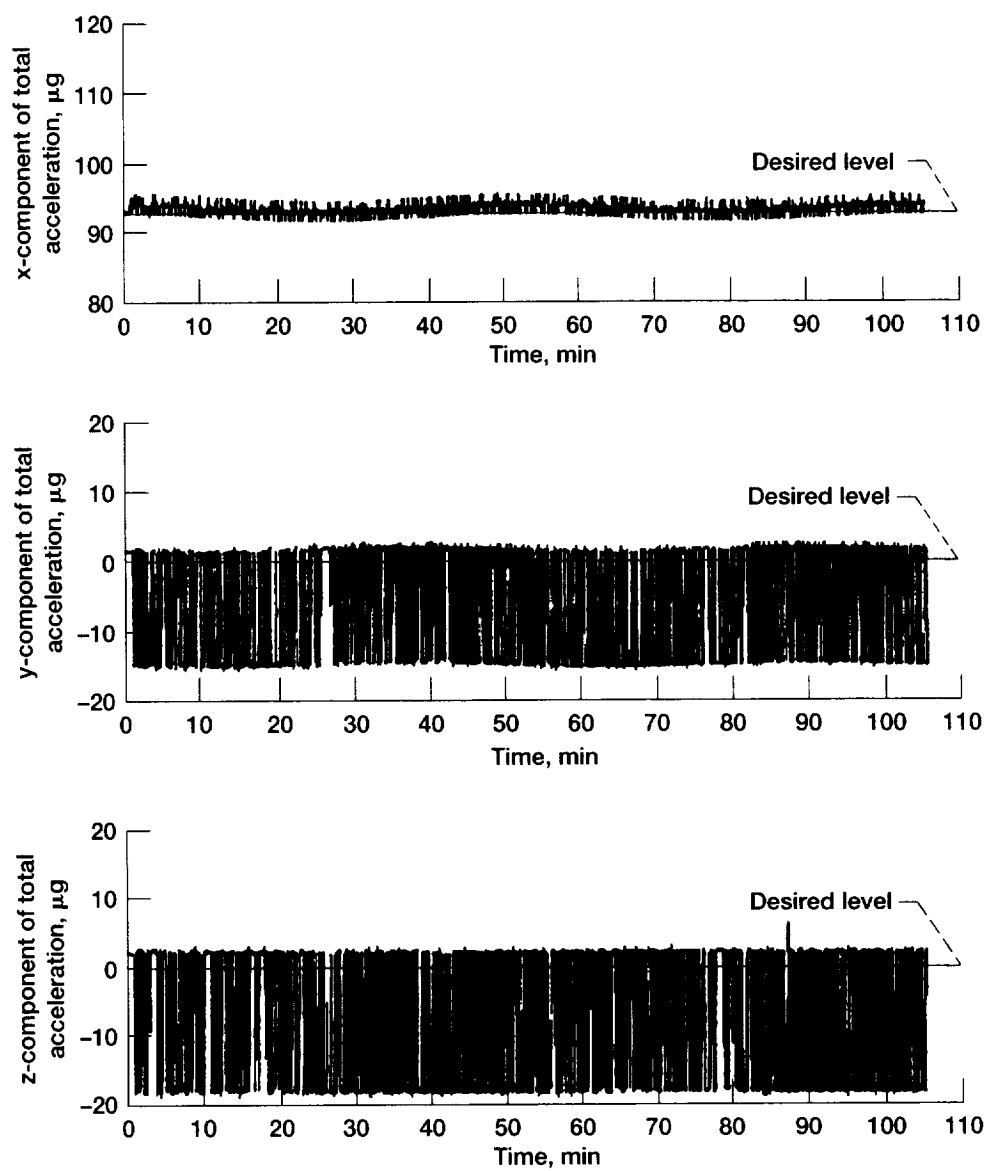 120
110
100
90
80
x-component of total
acceleration, μg
Desired level
0 10 20 30 40 50 60 70 80 90 100 110
Time, min
20
10
0
−10
−20
y-component of total
acceleration, μg
Desired level
0 10 20 30 40 50 60 70 80 90 100 110
Time, min
20
10
0
−10
−20
z-component of total
acceleration, μg
Desired level
0 10 20 30 40 50 60 70 80 90 100 110
Time, min